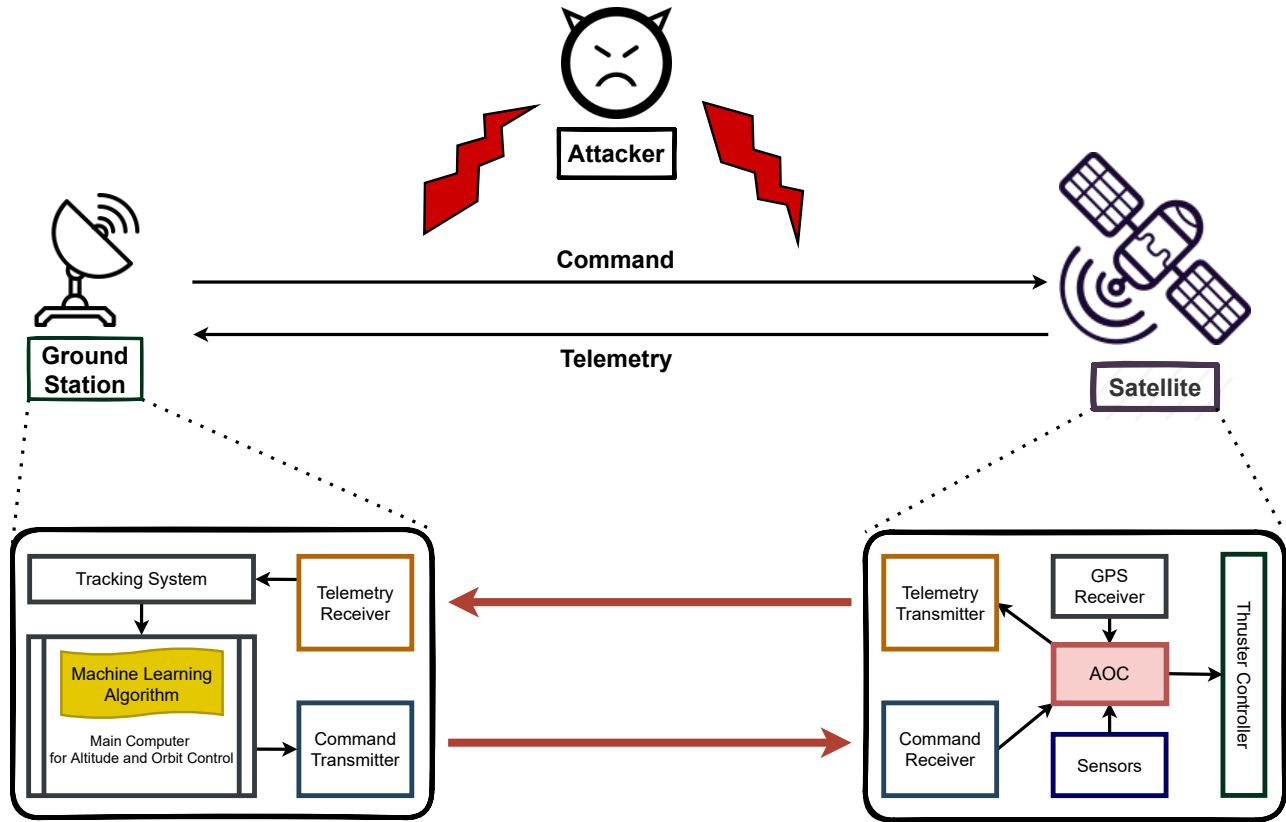 Attacker
Command
Telemetry
Ground
Station
Satellite
Tracking System
Telemetry
Receiver
Machine Learning
Algorithm
Main Computer
for Altitude and Orbit Control
Command
Transmitter
Telemetry
Transmitter
GPS
Receiver
AOC
Command
Receiver
Sensors
Thruster Controller